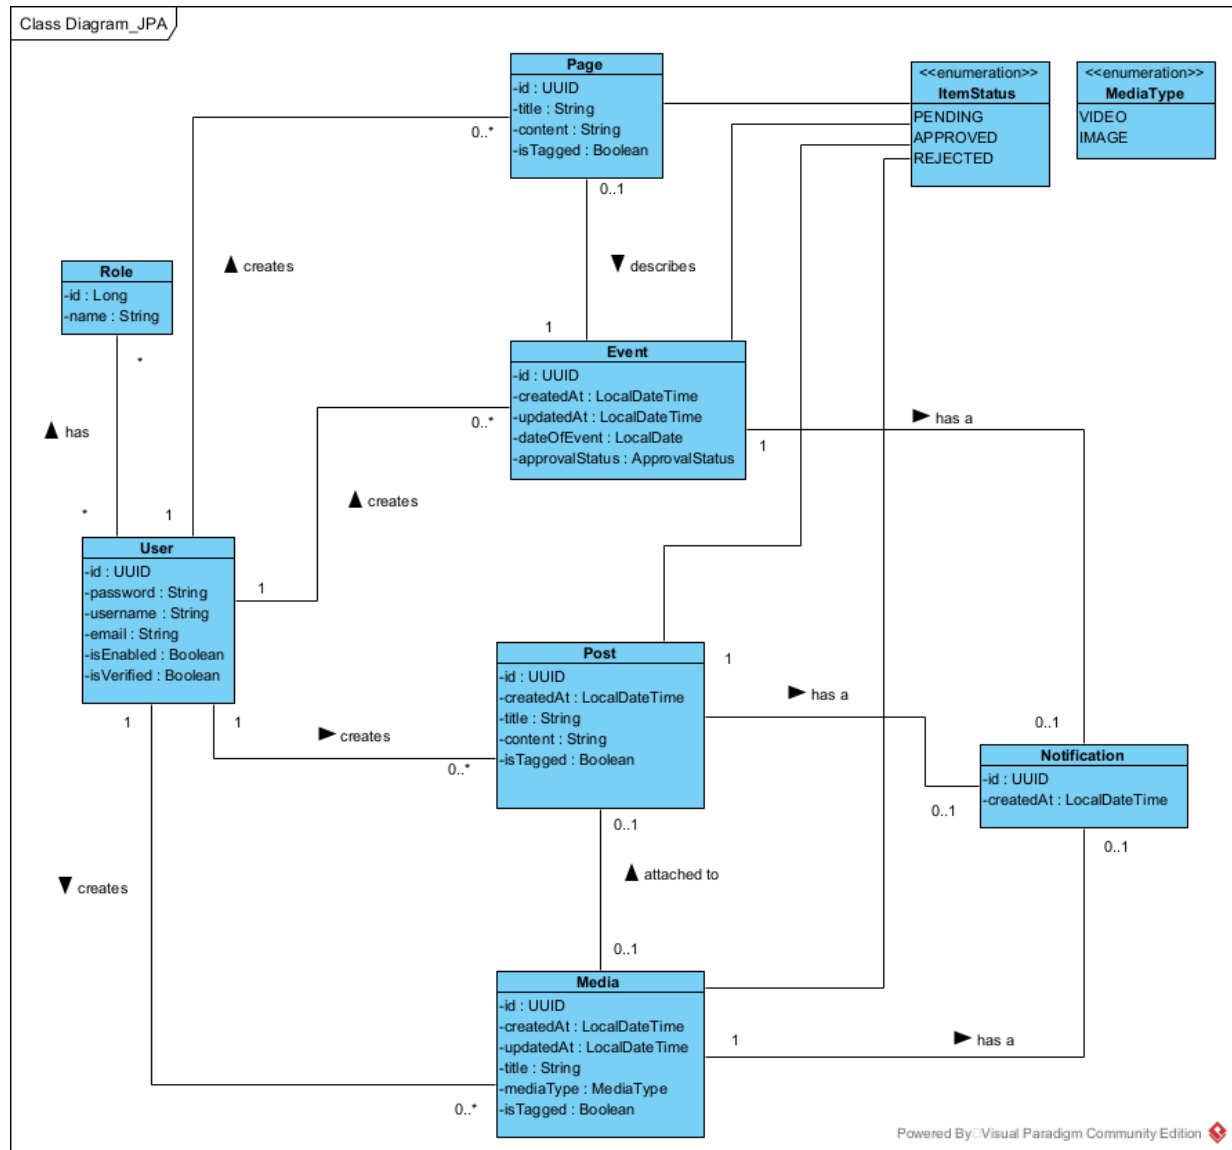 Class Diagram_JPA
Page
-id : UUID
-title : String
-content : String
-isTagged : Boolean
<<enumeration>>
ItemStatus
PENDING
APPROVED
REJECTED
<<enumeration>>
MediaType
VIDEO
IMAGE
0..*
0..1
creates
describes
Role
-id : Long
-name : String
*
1
Event
-id : UUID
-createdAt : LocalDateTime
-updatedAt : LocalDateTime
-dateOfEvent : LocalDate
-approvalStatus : ApprovalStatus
0..*
has a
1
has
creates
*
1
User
-id : UUID
-password : String
-username : String
-email : String
-isEnabled : Boolean
-isVerified : Boolean
1
Post
-id : UUID
-createdAt : LocalDateTime
-title : String
-content : String
-isTagged : Boolean
1
has a
0..1
1
1
creates
0..*
Notification
-id : UUID
-createdAt : LocalDateTime
0..1
0..1
0..1
attached to
creates
0..1
Media
-id : UUID
-createdAt : LocalDateTime
-updatedAt : LocalDateTime
-title : String
-mediaType : MediaType
-isTagged : Boolean
1
has a
0..*
Powered By Visual Paradigm Community Edition